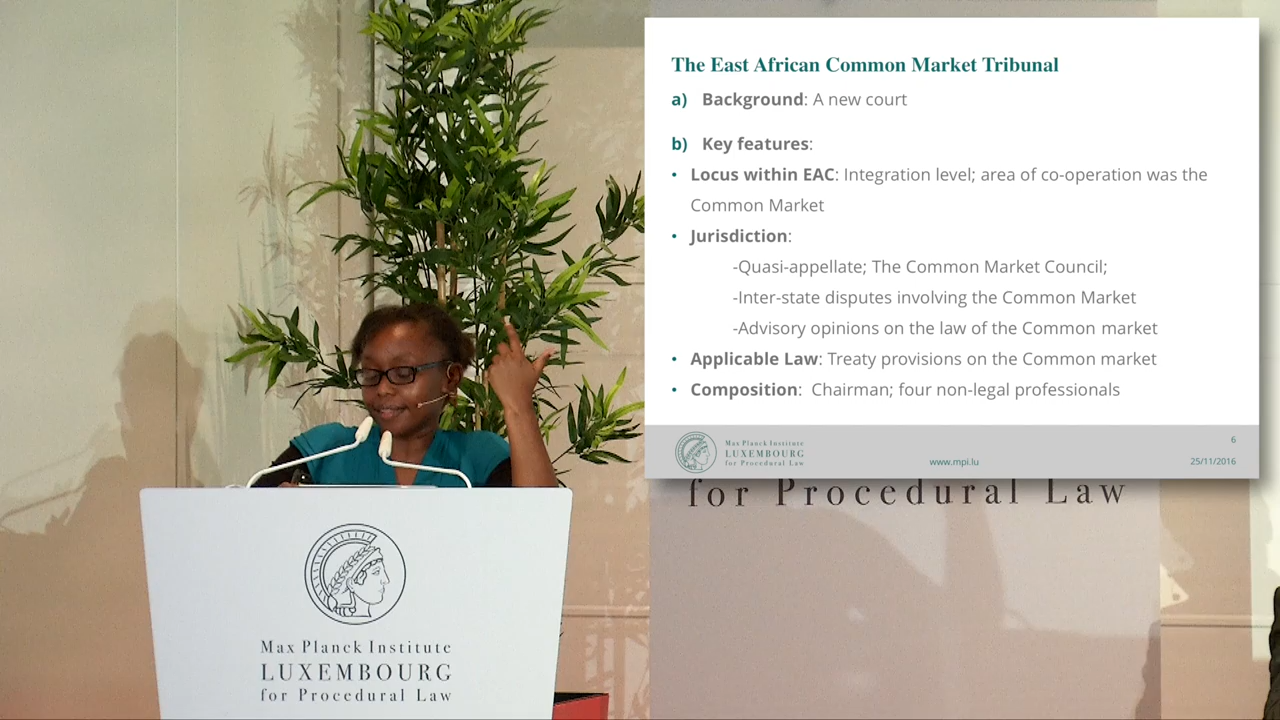 The East African Common Market Tribunal
a) Background: A new court
b) Key features:
• Locus within EAC: Integration level; area of co-operation was the
Common Market
• Jurisdiction:
-Quasi-appellate; The Common Market Council;
-Inter-state disputes involving the Common Market
-Advisory opinions on the law of the Common market
• Applicable Law: Treaty provisions on the Common market
• Composition: Chairman; four non-legal professionals
Max Planck Institute
LUXEMBOURG
for Procedural Law
www.mpi.lu
6
25/11/2016
for Procedural Law
Max Planck Institute
LUXEMBOURG
for Procedural Law